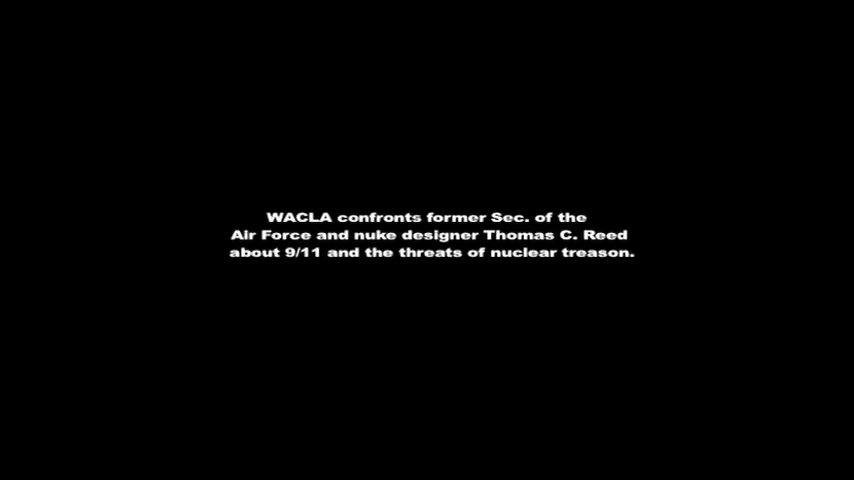 WACLA confronts former Sec. of the
Air Force and nuke designer Thomas C. Reed
about 9/11 and the threats of nuclear treason.